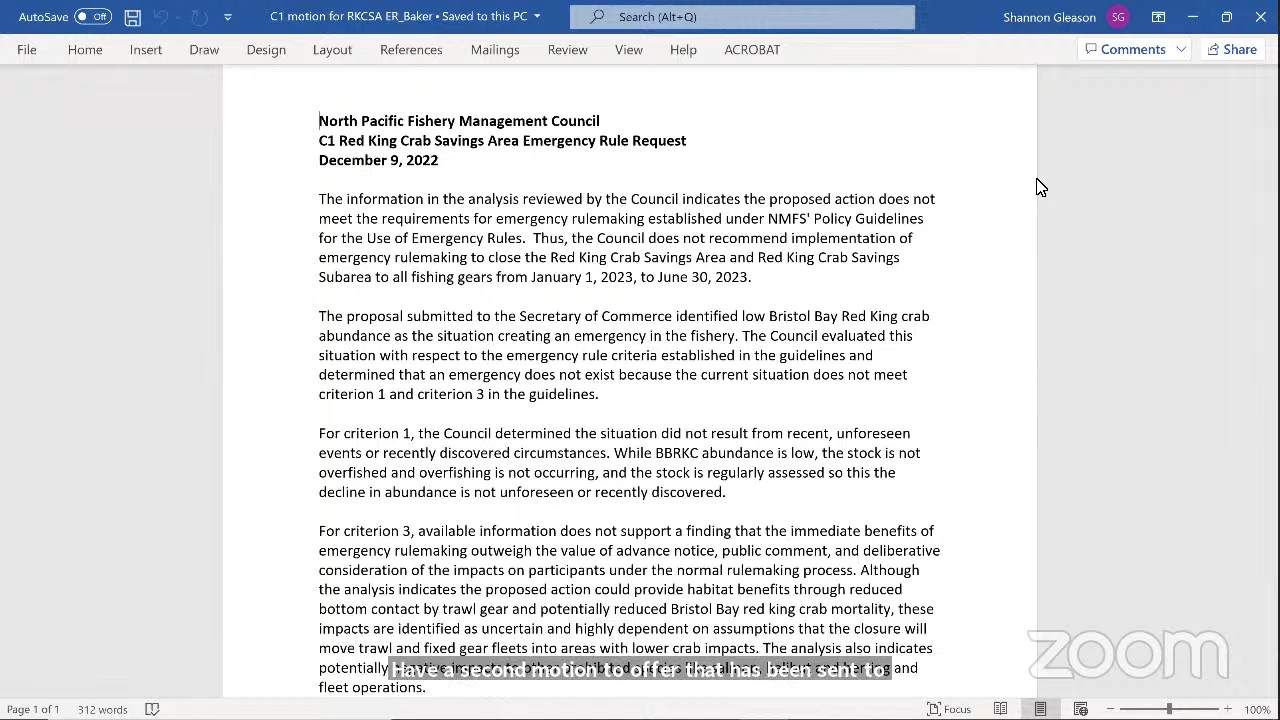 AutoSave Off C1 motion for RKCSA ER_Baker • Saved to this PC Search (Alt+Q) Shannon Gleason SG
File Home Insert Draw Design Layout References Mailings Review View Help ACROBAT Comments Share
North Pacific Fishery Management Council
C1 Red King Crab Savings Area Emergency Rule Request
December 9, 2022
The information in the analysis reviewed by the Council indicates the proposed action does not
meet the requirements for emergency rulemaking established under NMFS' Policy Guidelines
for the Use of Emergency Rules. Thus, the Council does not recommend implementation of
emergency rulemaking to close the Red King Crab Savings Area and Red King Crab Savings
Subarea to all fishing gears from January 1, 2023, to June 30, 2023.
The proposal submitted to the Secretary of Commerce identified low Bristol Bay Red King crab
abundance as the situation creating an emergency in the fishery. The Council evaluated this
situation with respect to the emergency rule criteria established in the guidelines and
determined that an emergency does not exist because the current situation does not meet
criterion 1 and criterion 3 in the guidelines.
For criterion 1, the Council determined the situation did not result from recent, unforeseen
events or recently discovered circumstances. While BBRKC abundance is low, the stock is not
overfished and overfishing is not occurring, and the stock is regularly assessed so this the
decline in abundance is not unforeseen or recently discovered.
For criterion 3, available information does not support a finding that the immediate benefits of
emergency rulemaking outweigh the value of advance notice, public comment, and deliberative
consideration of the impacts on participants under the normal rulemaking process. Although
the analysis indicates the proposed action could provide habitat benefits through reduced
bottom contact by trawl gear and potentially reduced Bristol Bay red king crab mortality, these
impacts are identified as uncertain and highly dependent on assumptions that the closure will
move trawl and fixed gear fleets into areas with lower crab impacts. The analysis also indicates
potentially and
Have a second motion to offer that has been sent to
fleet operations.
zoom
Page 1 of 1 312 words Focus 100%